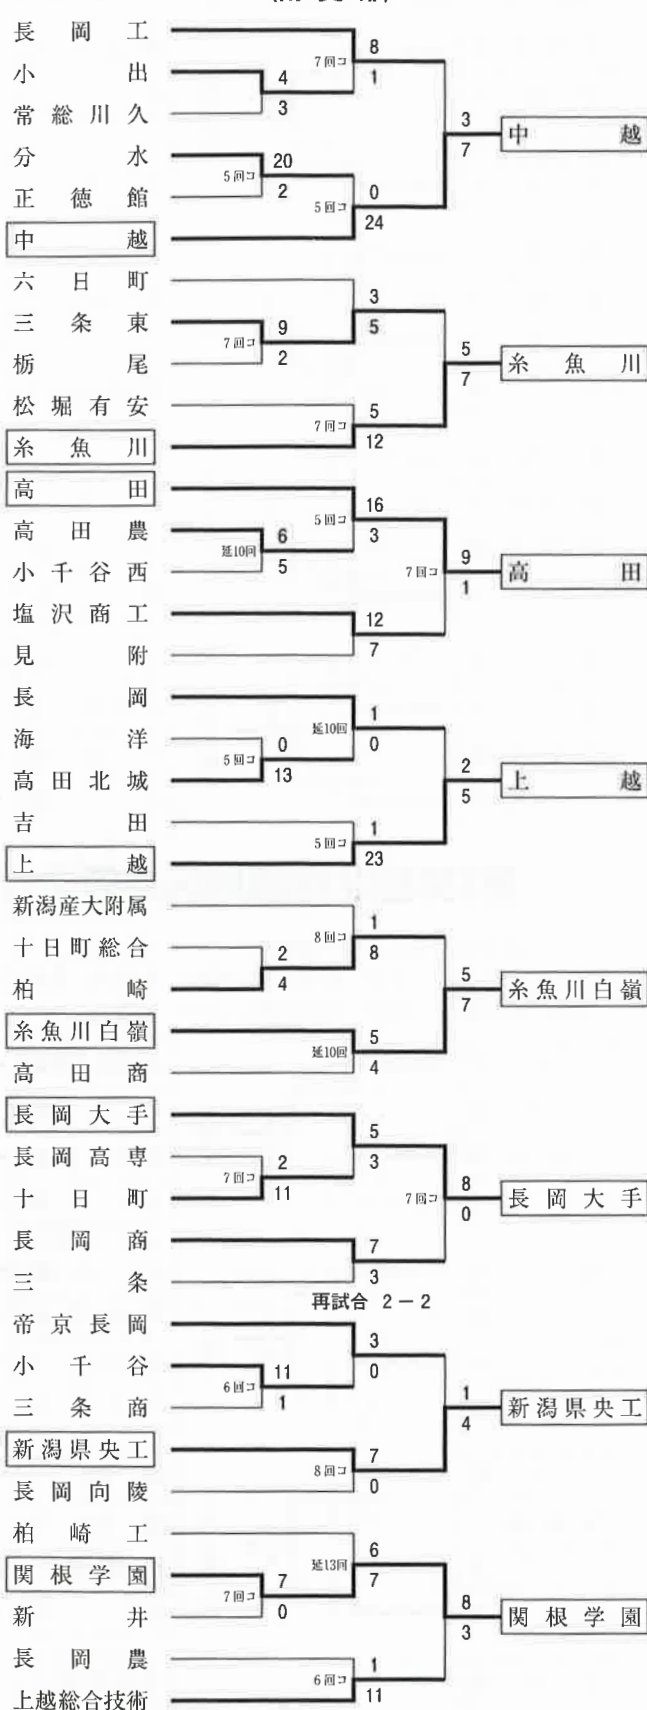 長岡工
小出
常総川久
分水
正徳館
中越
六日町
三条東
栃尾
松堀有安
糸魚川
高田
高田農
小千谷西
塩沢商工
見附
長岡
海洋
高田北城
吉田
上越
新潟産大附属
十日町総合
柏崎
糸魚川白嶺
高田商
長岡大手
長岡高専
十日町
長岡商
三条
帝京長岡
小千谷
三条商
新潟県央工
長岡向陵
柏崎工
関根学園
新井
長岡農
上越総合技術
4
3
5回コ
20
2
7回コ
9
2
延10回
6
5
5回コ
0
13
2
4
7回コ
2
11
6回コ
11
1
7回コ
7
0
7回コ
8
1
5回コ
0
24
3
5
7回コ
5
12
5回コ
16
3
12
7
延10回
1
0
5回コ
1
23
8回コ
1
8
延10回
5
4
5
3
7
3
再試合 2－2
3
0
8回コ
7
0
延13回
6
7
6回コ
1
11
3
7
5
7
7回コ
9
1
2
5
5
7
7回コ
8
0
1
4
8
3
中越
糸魚川
高田
上越
糸魚川白嶺
長岡大手
新潟県央工
関根学園